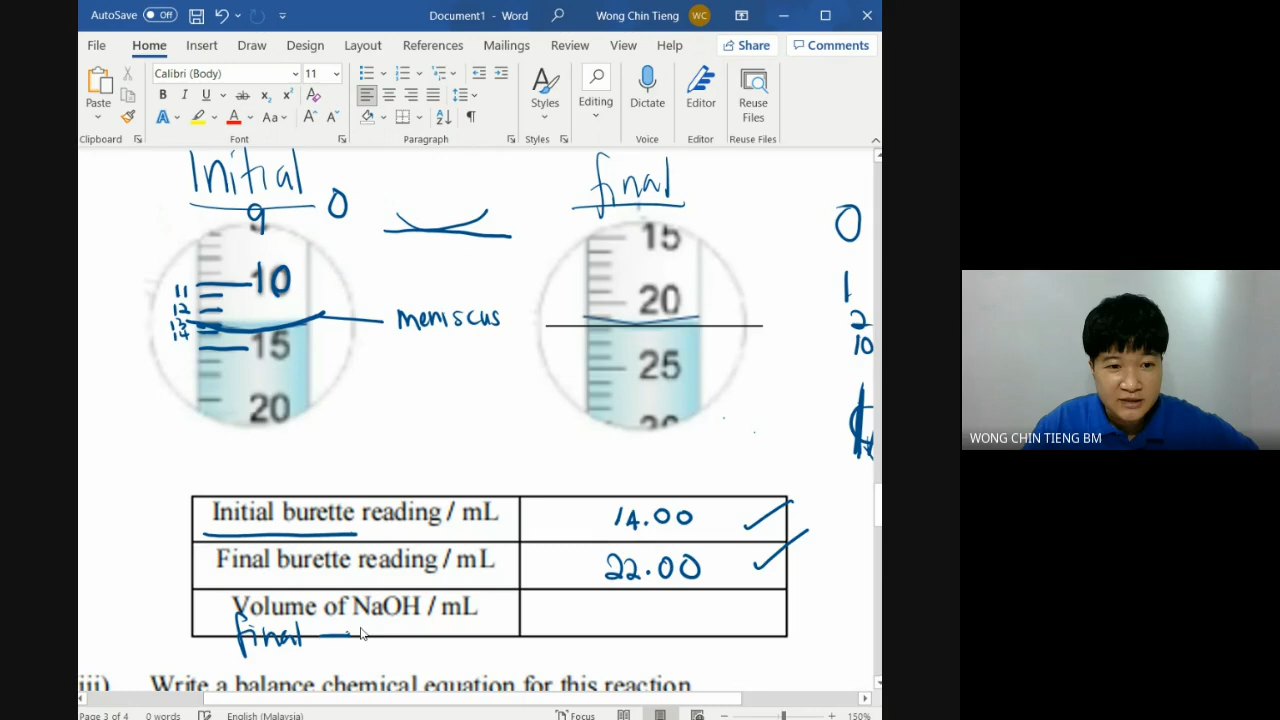 AutoSave Off Document1 - Word Wong Chin Tieng WC
File Home Insert Draw Design Layout References Mailings Review View Help Share Comments
Calibri (Body) 11
Paste Styles Editing Dictate Editor Reuse Files
Clipboard Font Paragraph Styles Voice Editor Reuse Files
Initial
final
9 0
10
11
12
13
14
15
20
meniscus
15
20
25
30
0
1
2
10
Initial burette reading / mL 14.00
Final burette reading / mL 22.00
Volume of NaOH / mL
final —
iii) Write a balance chemical equation for this reaction
Page 3 of 4 0 words English (Malaysia) Focus 150%
WONG CHIN TIENG BM